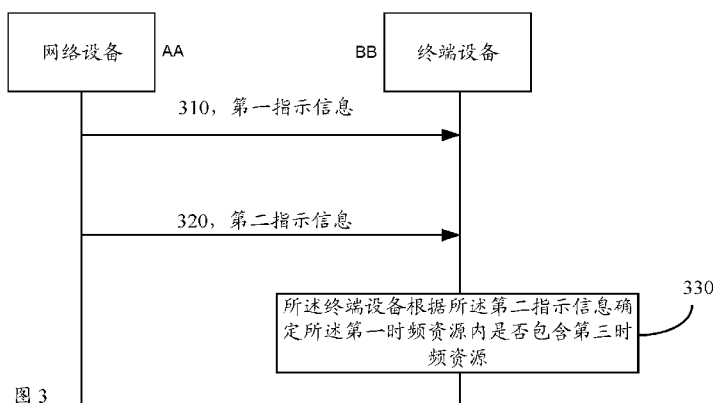 网络设备 AA
BB 终端设备
310，第一指示信息
320，第二指示信息
330
所述终端设备根据所述第二指示信息确
定所述第一时频资源内是否包含第三时
频资源
图 3